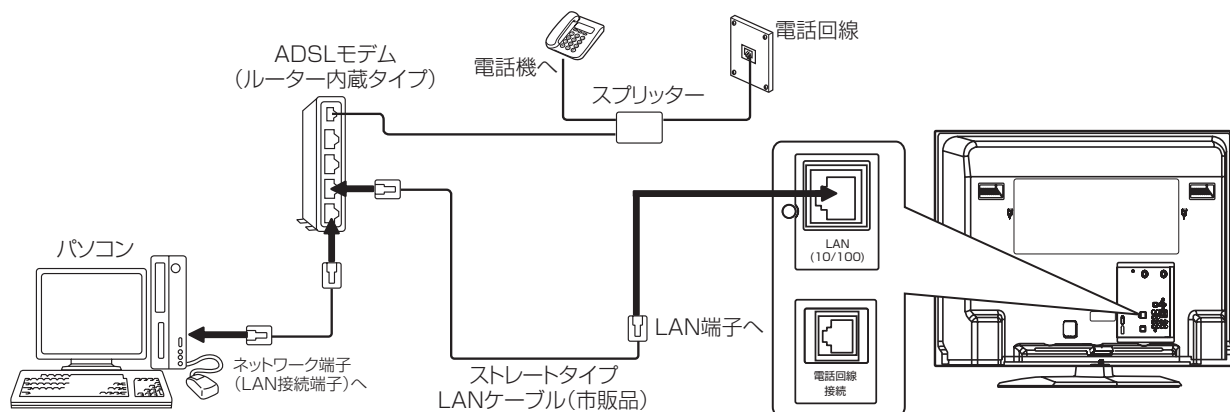 ADSLモデム
(ルーター内蔵タイプ)
電話機へ
電話回線
スプリッター
パソコン
ネットワーク端子
(LAN接続端子)へ
ストレートタイプ
LANケーブル(市販品)
LAN端子へ
LAN
(10/100)
電話回線
接続